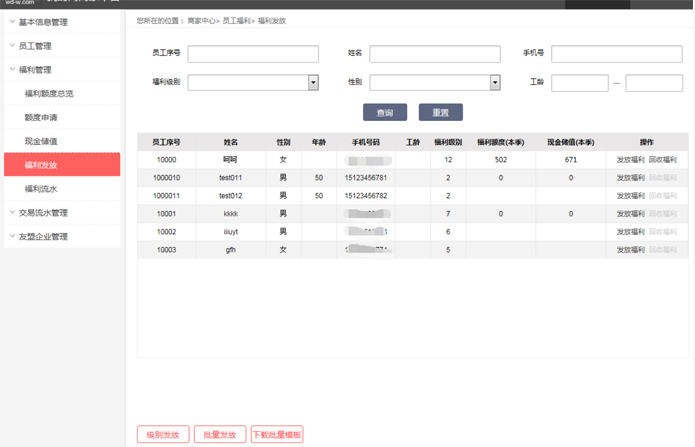 wd-w.com
您所在的位置： 商家中心> 员工福利> 福利发放
基本信息管理
员工管理
福利管理
福利额度总览
额度申请
现金储值
福利发放
福利流水
交易流水管理
友盟企业管理
员工序号 姓名 手机号
福利级别 性别 工龄 —
查询 重置
员工序号 姓名 性别 年龄 手机号码 工龄 福利级别 福利额度(本季) 现金储值(本季) 操作
10000 呵呵 女 12 502 671 发放福利 回收福利
1000010 test011 男 50 15123456781 2 0 0 发放福利 回收福利
1000011 test012 男 50 15123456782 2 发放福利 回收福利
10001 kkkk 男 7 0 0 发放福利 回收福利
10002 iiiuyt 男 6 发放福利 回收福利
10003 gfh 女 5 发放福利 回收福利
级别发放 批量发放 下载批量模板